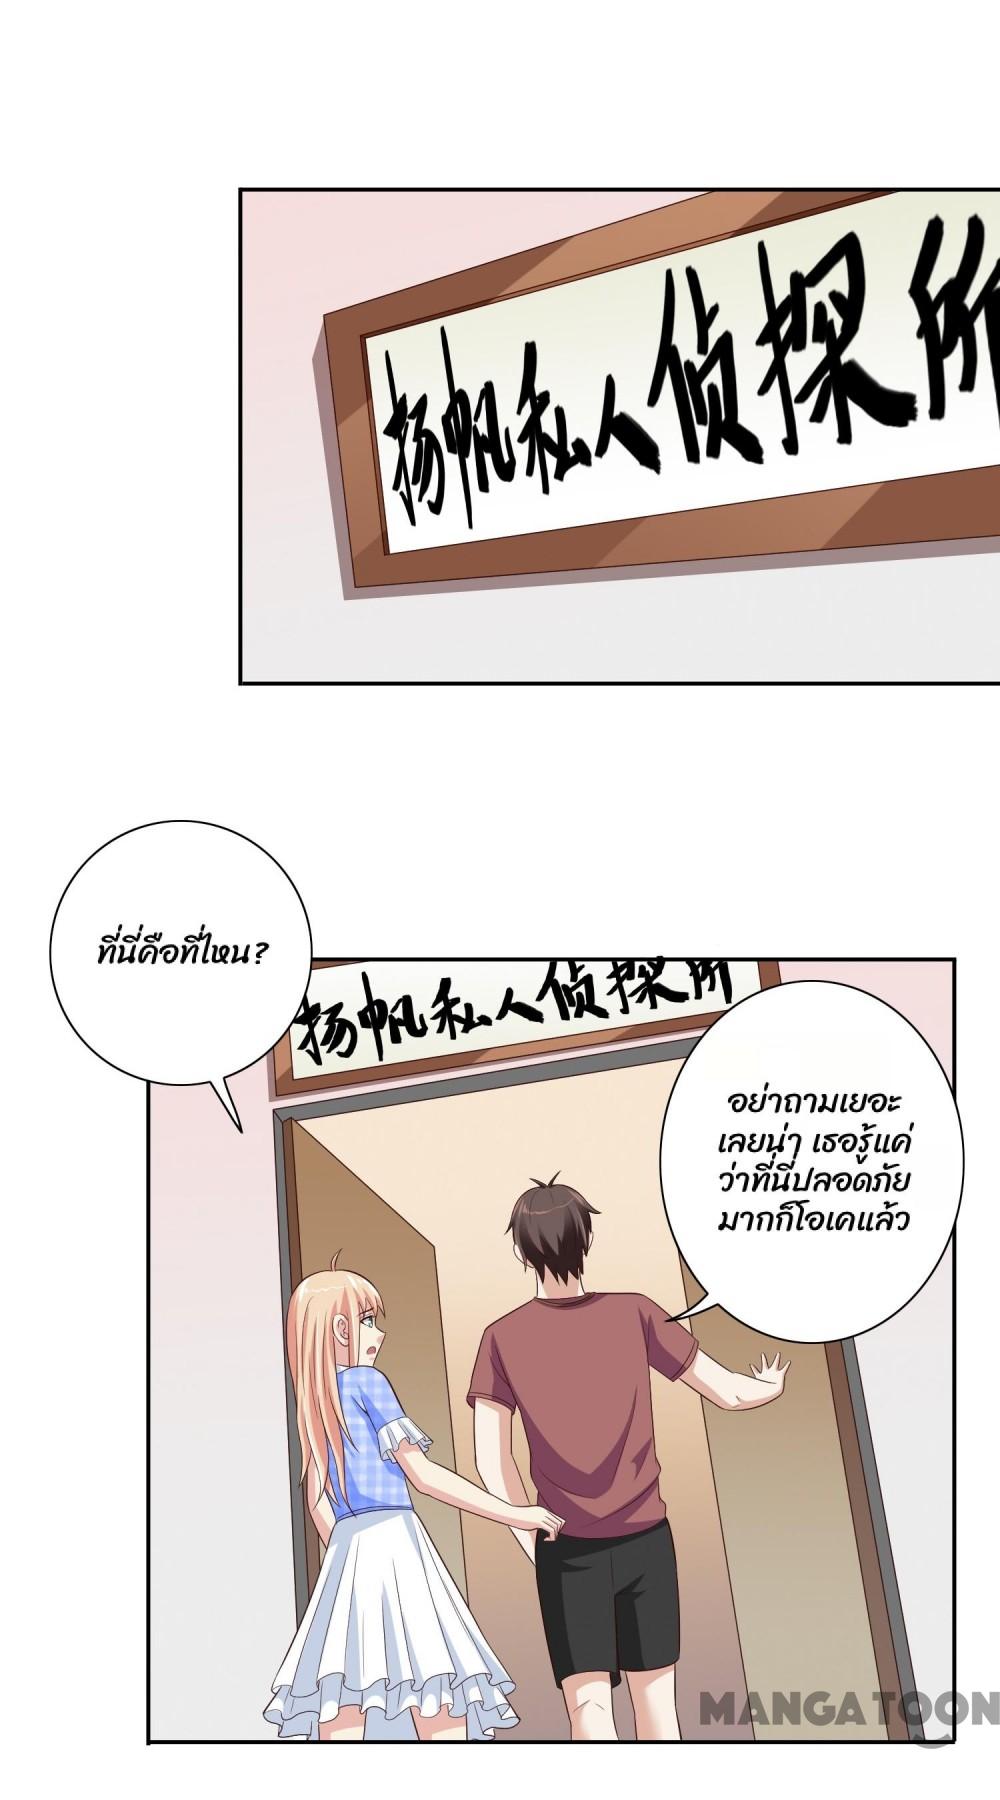 扬帆私人侦探所
ที่นี่คือที่ไหน?
扬帆私人侦探所
อย่าถามเยอะ
เลยน่า เธอรู้แค่
ว่าที่นี่ปลอดภัย
มากก็โอเคแล้ว
MANGATOON